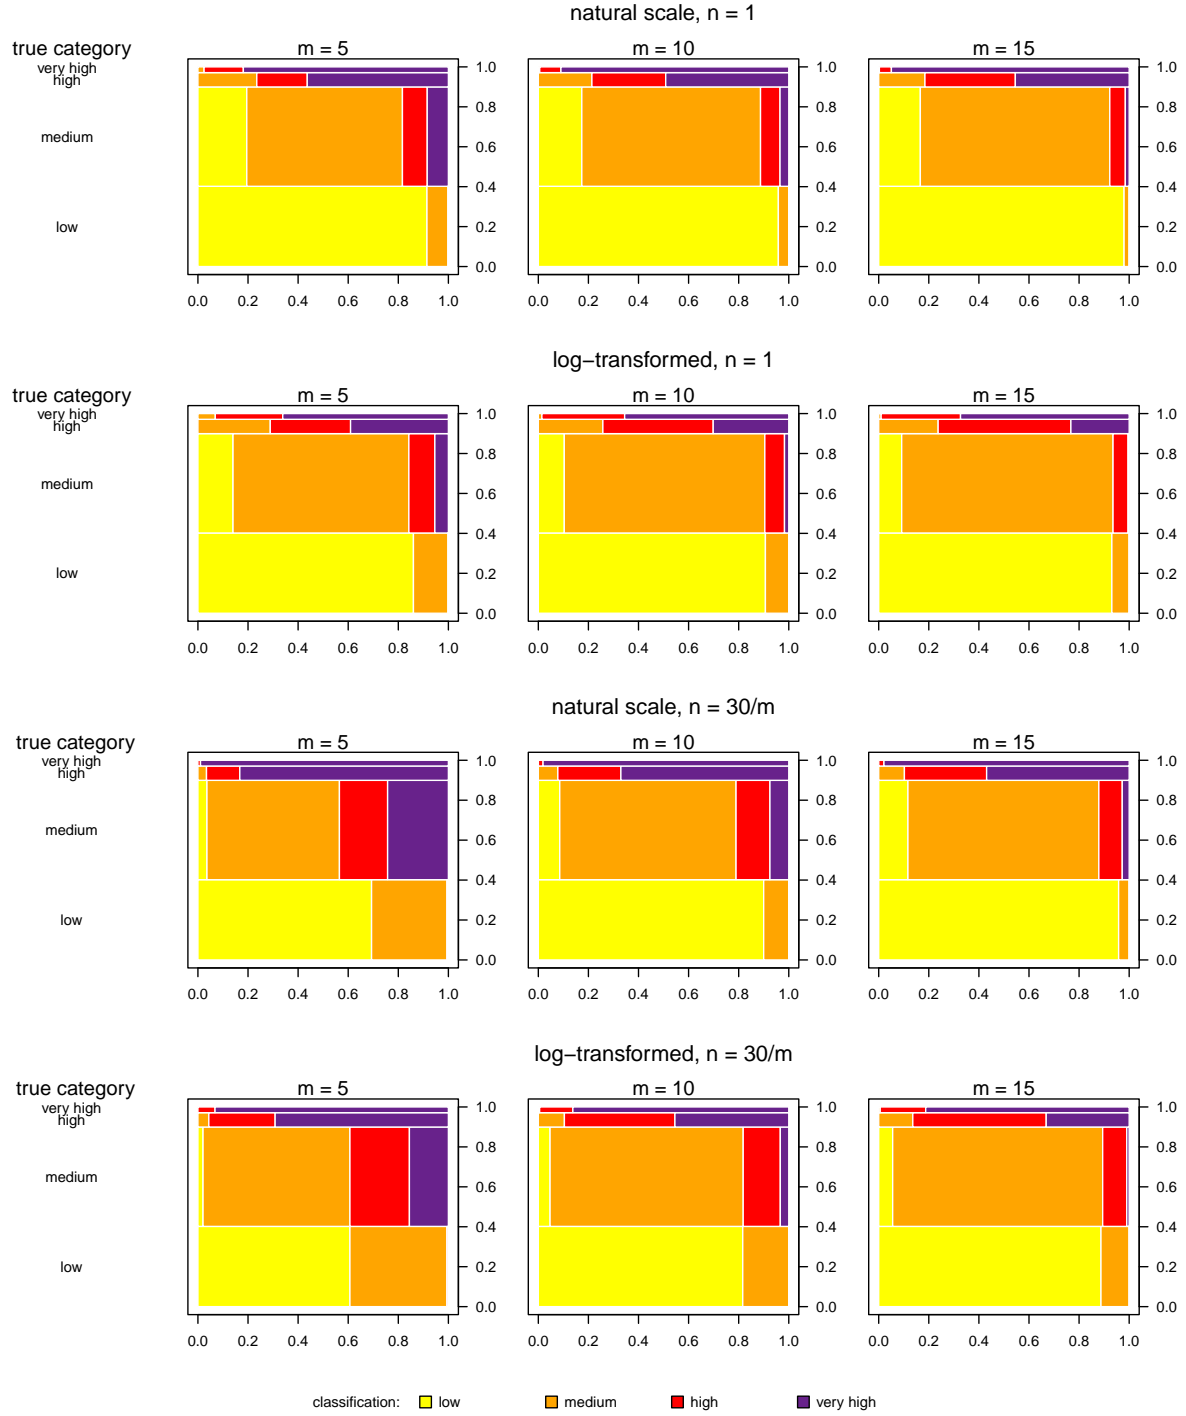 natural scale, n = 1
true category m = 5 m = 10 m = 15
very high 1.0 1.0 1.0
high
0.8 0.8 0.8
medium
0.6 0.6 0.6
0.4 0.4 0.4
low 0.2 0.2 0.2
0.0 0.0 0.0
0.0 0.2 0.4 0.6 0.8 1.0 0.0 0.2 0.4 0.6 0.8 1.0 0.0 0.2 0.4 0.6 0.8 1.0
log−transformed, n = 1
true category m = 5 m = 10 m = 15
very high 1.0 1.0 1.0
high
0.8 0.8 0.8
medium
0.6 0.6 0.6
0.4 0.4 0.4
low 0.2 0.2 0.2
0.0 0.0 0.0
0.0 0.2 0.4 0.6 0.8 1.0 0.0 0.2 0.4 0.6 0.8 1.0 0.0 0.2 0.4 0.6 0.8 1.0
natural scale, n = 30/m
true category m = 5 m = 10 m = 15
very high 1.0 1.0 1.0
high
0.8 0.8 0.8
medium
0.6 0.6 0.6
0.4 0.4 0.4
low 0.2 0.2 0.2
0.0 0.0 0.0
0.0 0.2 0.4 0.6 0.8 1.0 0.0 0.2 0.4 0.6 0.8 1.0 0.0 0.2 0.4 0.6 0.8 1.0
log−transformed, n = 30/m
true category m = 5 m = 10 m = 15
very high 1.0 1.0 1.0
high
0.8 0.8 0.8
medium
0.6 0.6 0.6
0.4 0.4 0.4
low 0.2 0.2 0.2
0.0 0.0 0.0
0.0 0.2 0.4 0.6 0.8 1.0 0.0 0.2 0.4 0.6 0.8 1.0 0.0 0.2 0.4 0.6 0.8 1.0
classification: low medium high very high